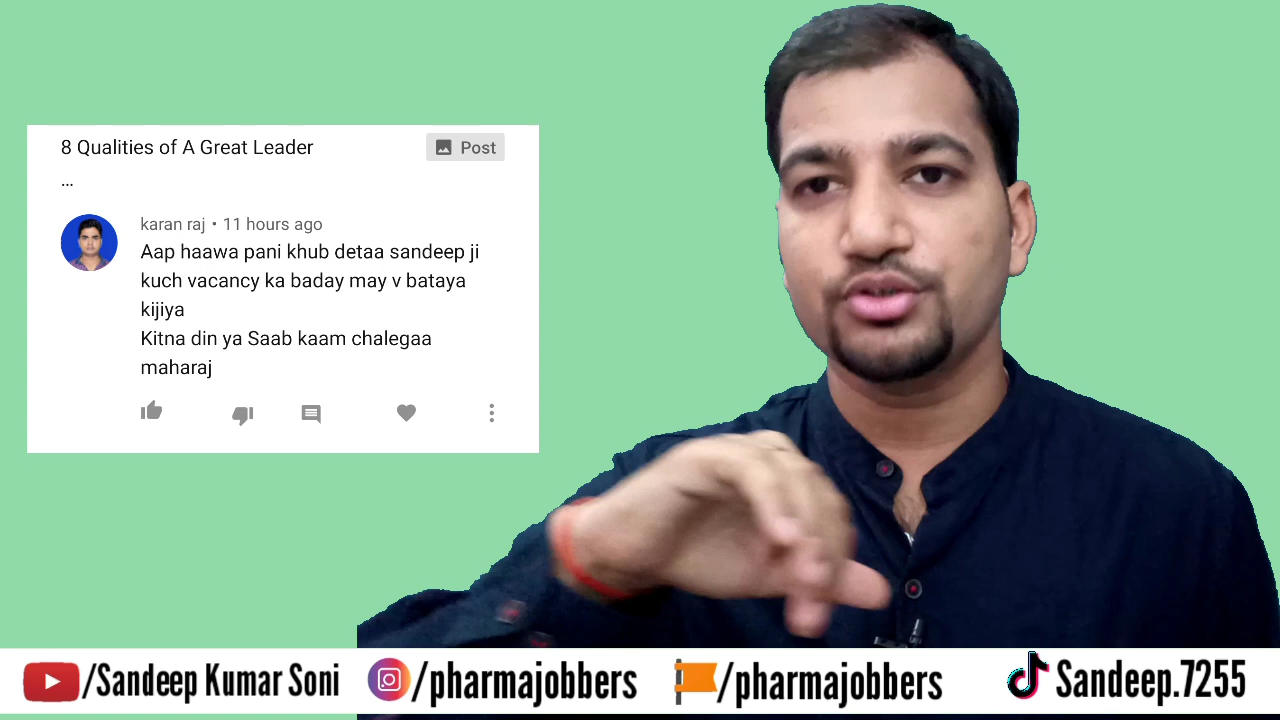 8 Qualities of A Great Leader
Post
...
karan raj • 11 hours ago
Aap haawa pani khub detaa sandeep ji
kuch vacancy ka baday may v bataya
kijiya
Kitna din ya Saab kaam chalegaa
maharaj
/Sandeep Kumar Soni /pharmajobbers /pharmajobbers Sandeep.7255